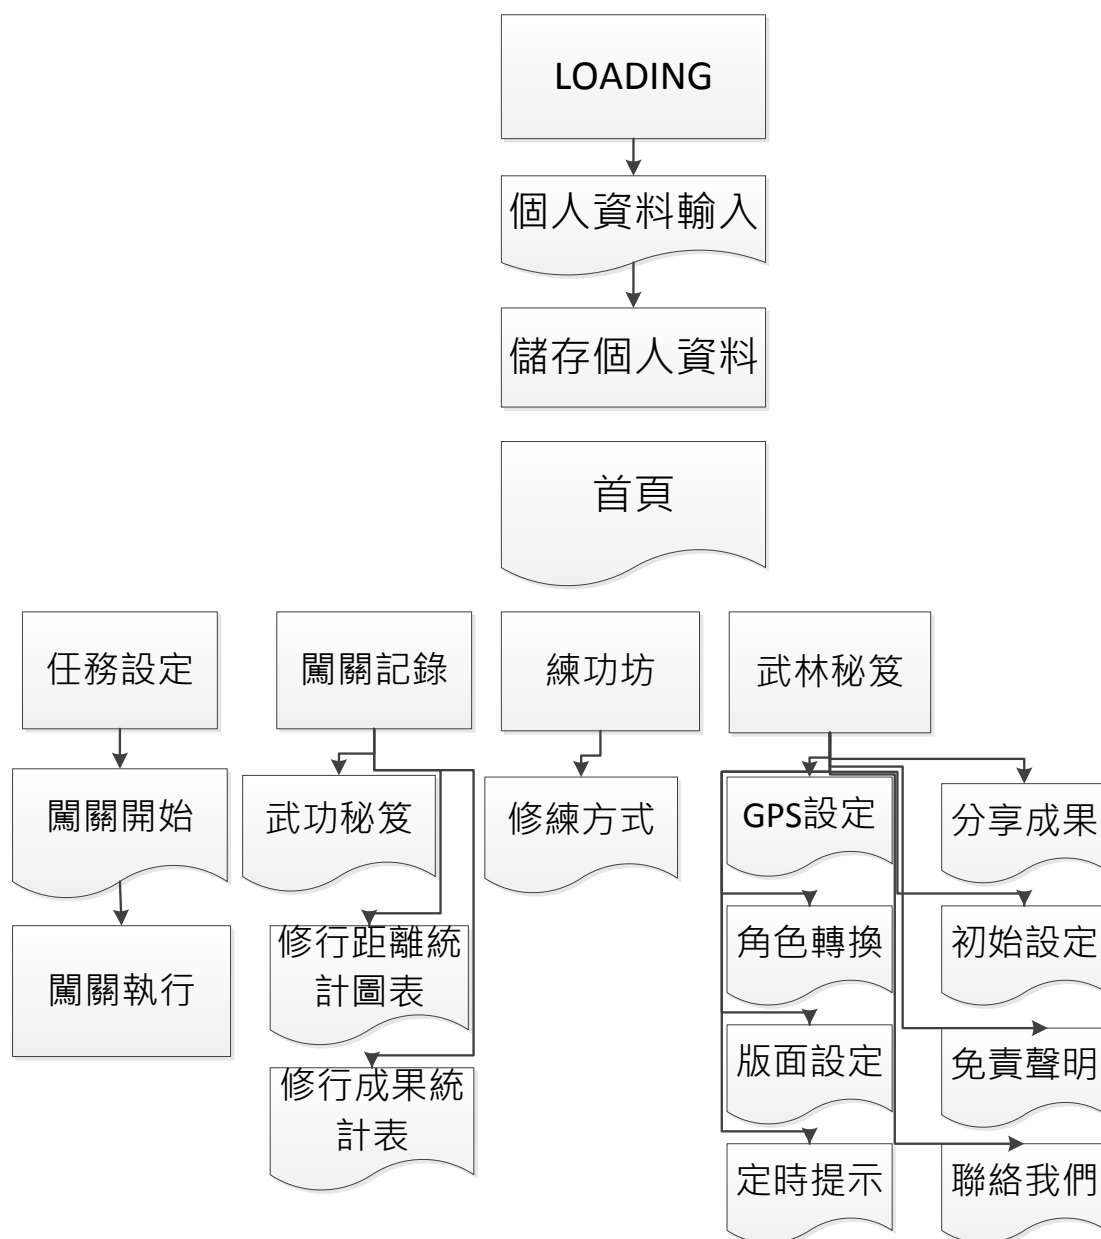 LOADING
個人資料輸入
儲存個人資料
首頁
任務設定
闖關記錄
練功坊
武林秘笈
闖關開始
武功秘笈
修練方式
GPS設定
分享成果
闖關執行
修行距離統
計圖表
角色轉換
初始設定
修行成果統
計表
版面設定
免責聲明
定時提示
聯絡我們